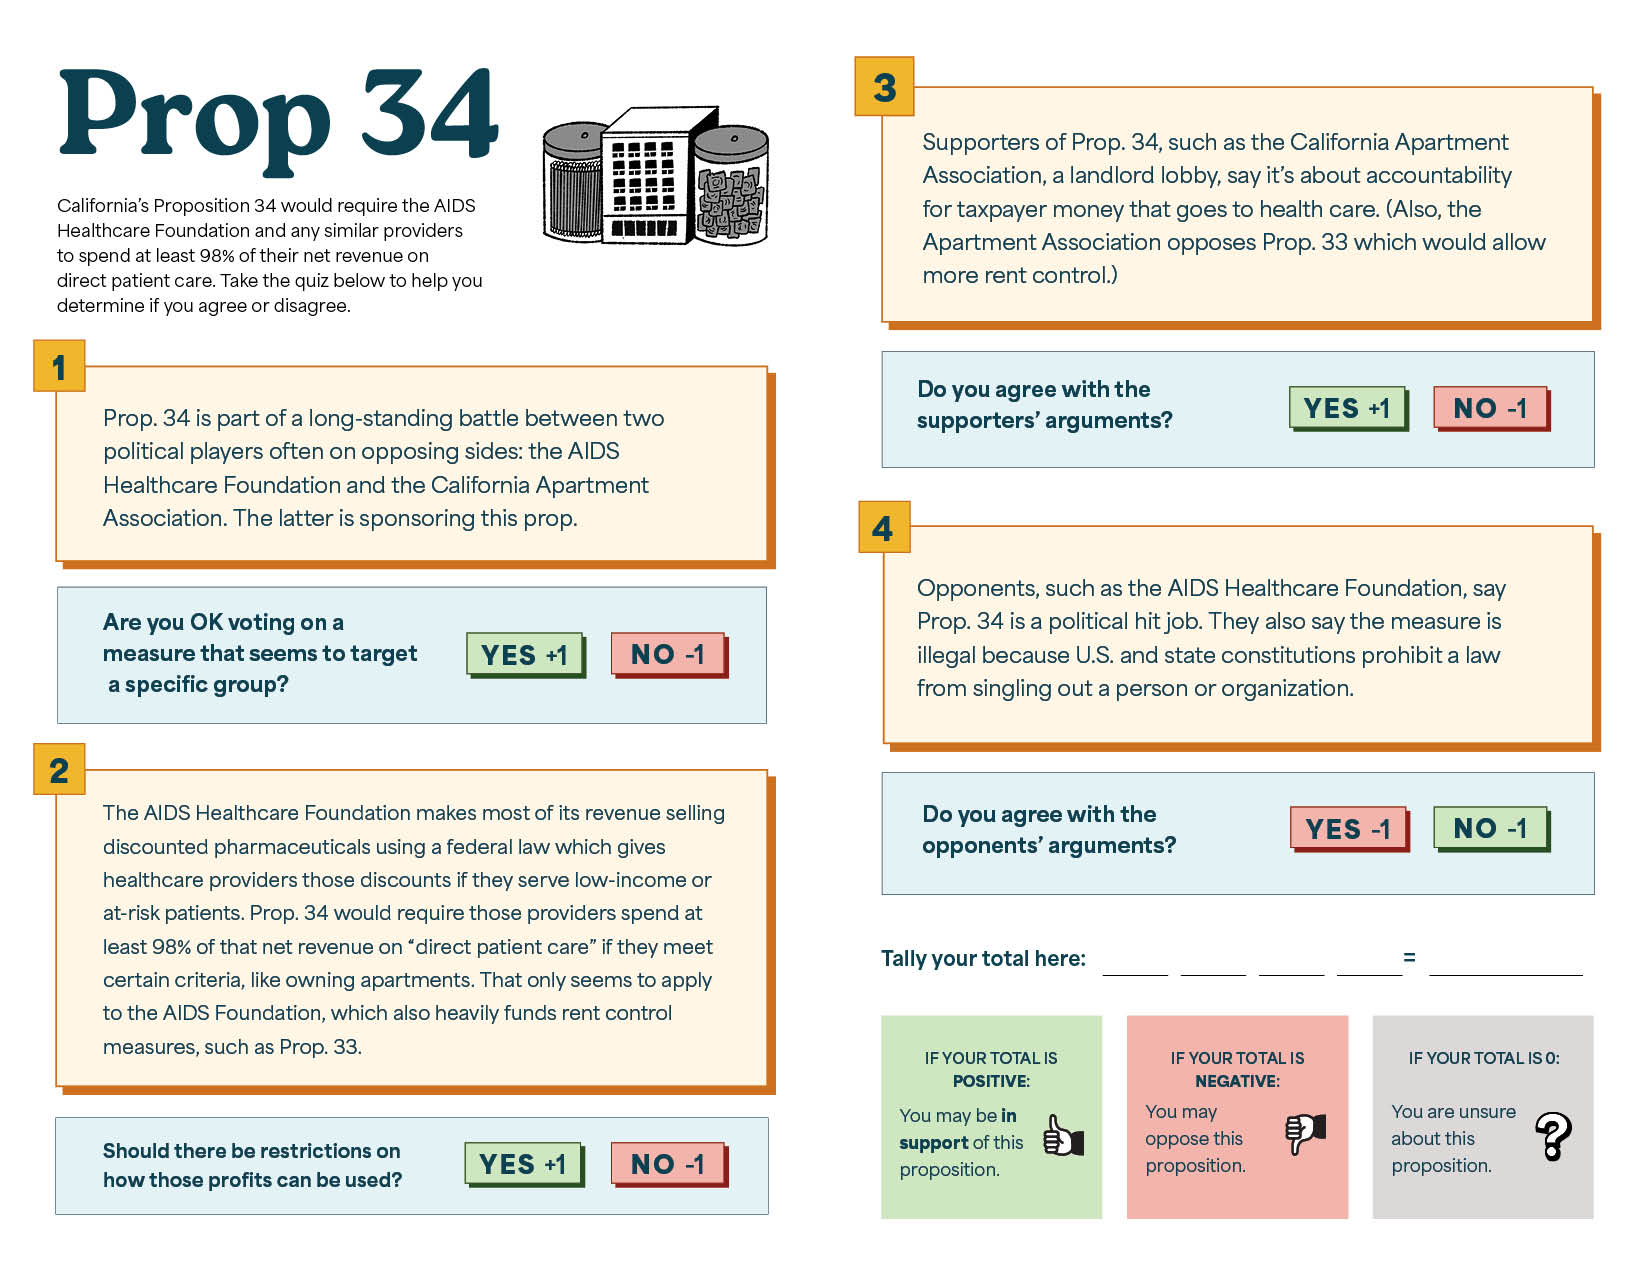 Prop 34
California's Proposition 34 would require the AIDS
Healthcare Foundation and any similar providers
to spend at least 98% of their net revenue on
direct patient care. Take the quiz below to help you
determine if you agree or disagree.
1
Prop. 34 is part of a long-standing battle between two
political players often on opposing sides: the AIDS
Healthcare Foundation and the California Apartment
Association. The latter is sponsoring this prop.
Are you OK voting on a
measure that seems to target
a specific group?
YES +1
NO -1
2
The AIDS Healthcare Foundation makes most of its revenue selling
discounted pharmaceuticals using a federal law which gives
healthcare providers those discounts if they serve low-income or
at-risk patients. Prop. 34 would require those providers spend at
least 98% of that net revenue on “direct patient care” if they meet
certain criteria, like owning apartments. That only seems to apply
to the AIDS Foundation, which also heavily funds rent control
measures, such as Prop. 33.
Should there be restrictions on
how those profits can be used?
YES +1
NO -1
3
Supporters of Prop. 34, such as the California Apartment
Association, a landlord lobby, say it's about accountability
for taxpayer money that goes to health care. (Also, the
Apartment Association opposes Prop. 33 which would allow
more rent control.)
Do you agree with the
supporters' arguments?
YES +1
NO -1
4
Opponents, such as the AIDS Healthcare Foundation, say
Prop. 34 is a political hit job. They also say the measure is
illegal because U.S. and state constitutions prohibit a law
from singling out a person or organization.
Do you agree with the
opponents' arguments?
YES -1
NO -1
Tally your total here: ____ ____ ____ ____ = ____
IF YOUR TOTAL IS
POSITIVE:
You may be in
support of this
proposition.
IF YOUR TOTAL IS
NEGATIVE:
You may
oppose this
proposition.
IF YOUR TOTAL IS 0:
You are unsure
about this
proposition.
?